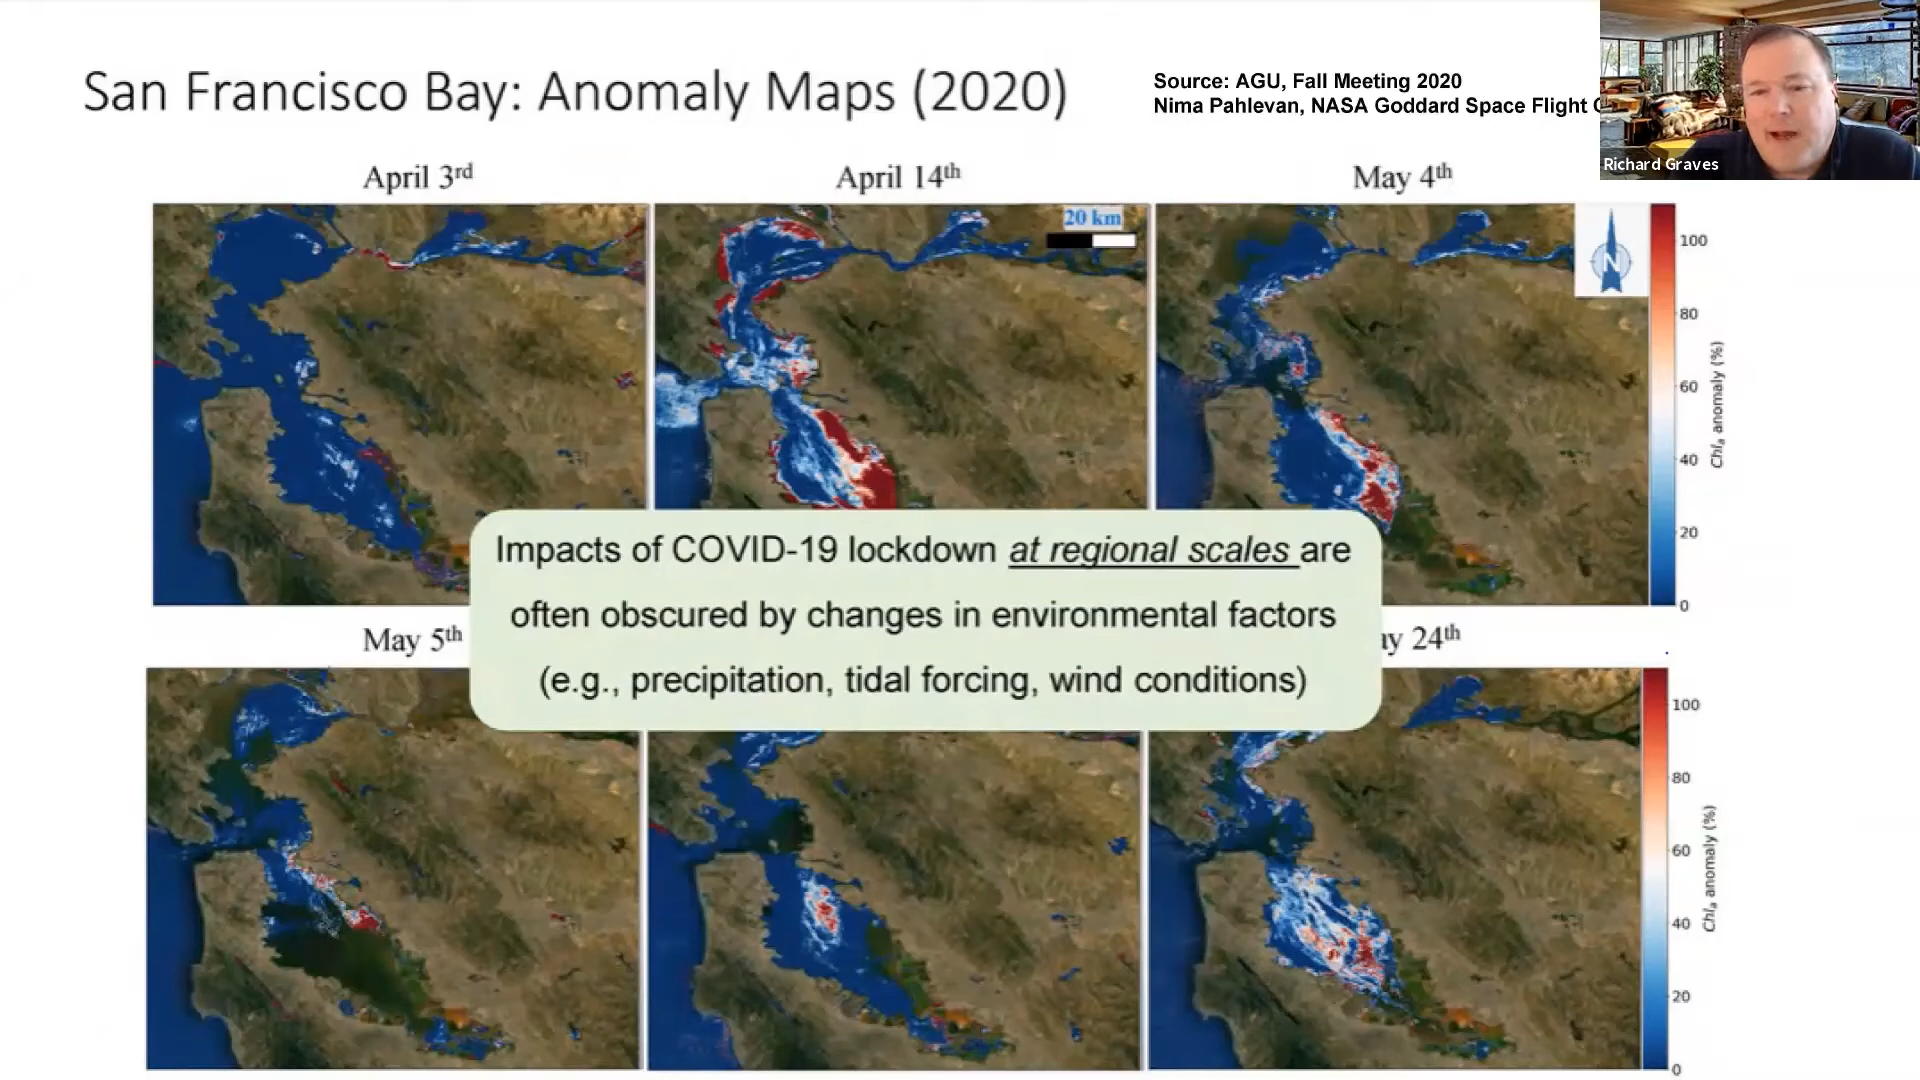 San Francisco Bay: Anomaly Maps (2020)
Source: AGU, Fall Meeting 2020
Nima Pahlevan, NASA Goddard Space Flight
Richard Graves
April 3rd
April 14th
May 4th
20 km
N
100
80
60
40
20
0
Chla anomaly (%)
Impacts of COVID-19 lockdown at regional scales are
often obscured by changes in environmental factors
(e.g., precipitation, tidal forcing, wind conditions)
May 5th
ay 24th
100
80
60
40
20
0
Chla anomaly (%)